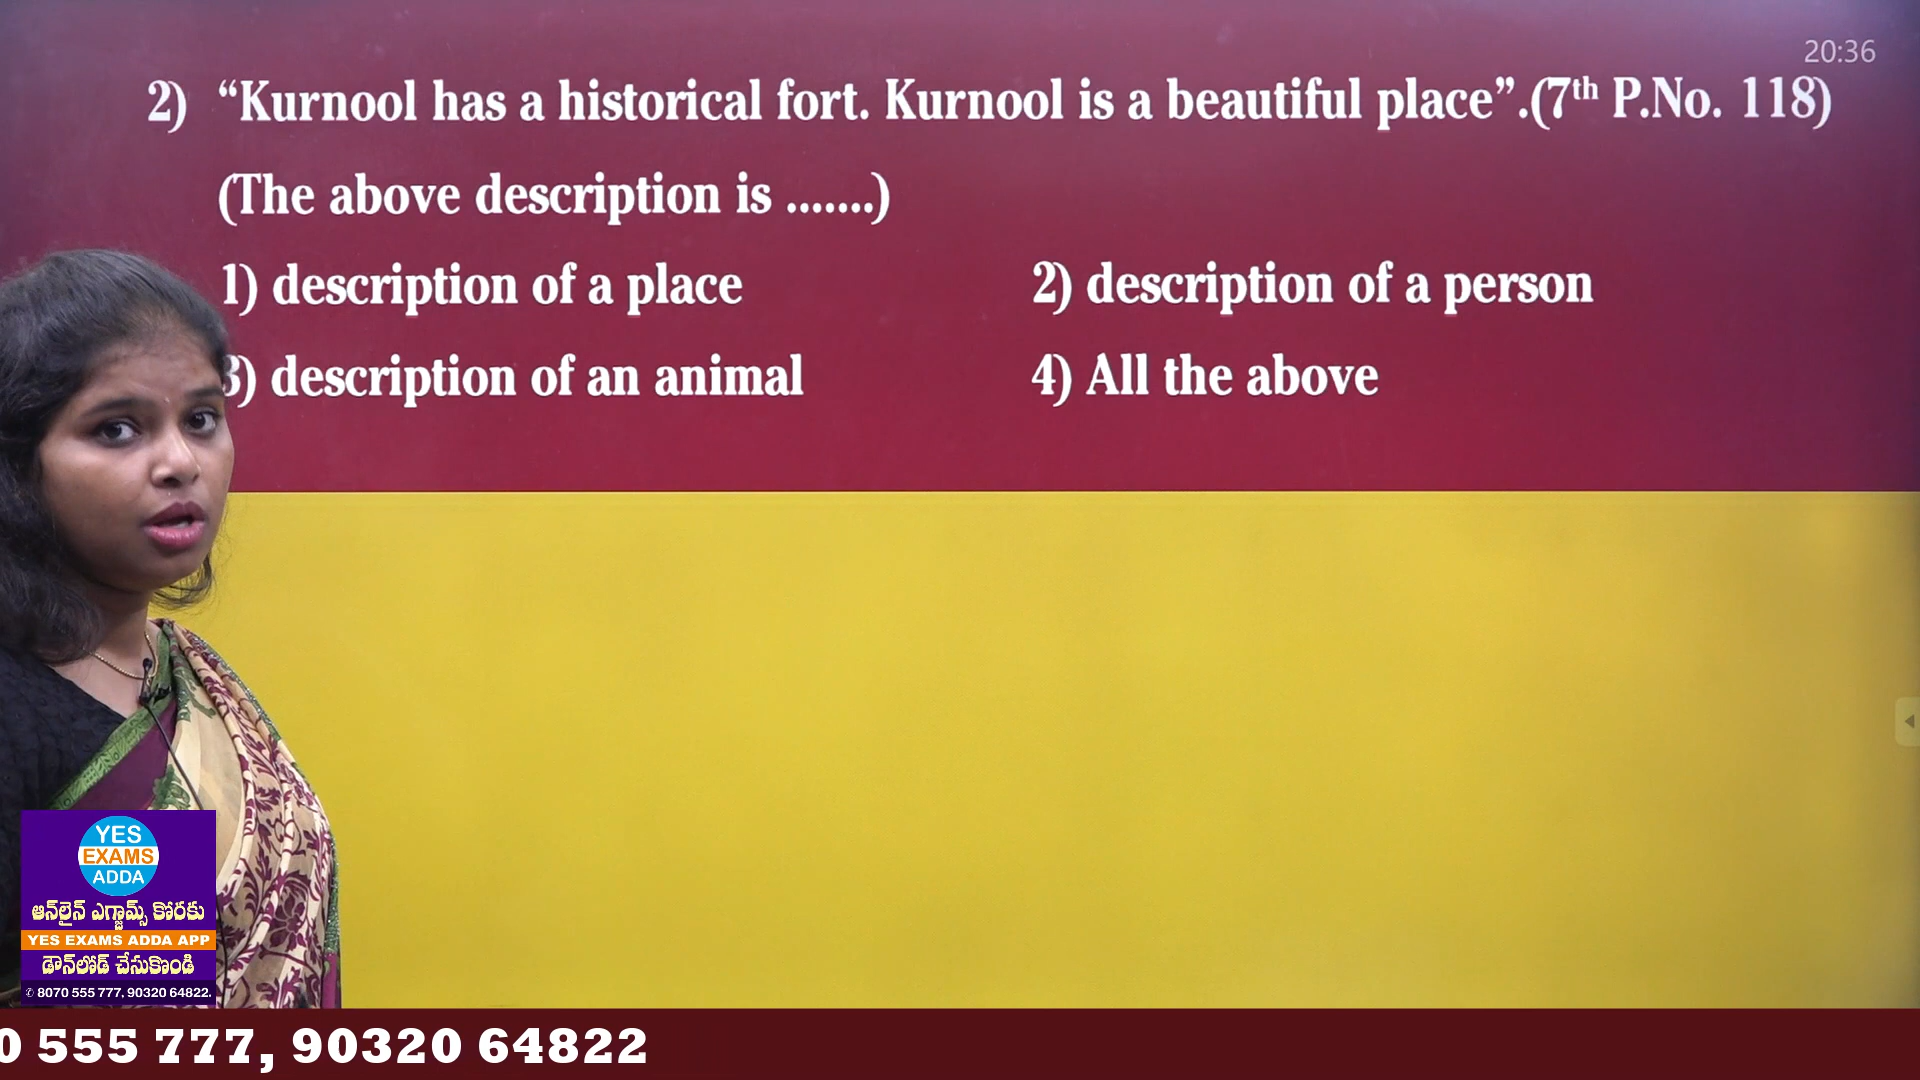 20:36
2) “Kurnool has a historical fort. Kurnool is a beautiful place”.(7th P.No. 118)
(The above description is .......)
1) description of a place 2) description of a person
3) description of an animal 4) All the above
YES
EXAMS
ADDA
ఆన్‌లైన్ ఎగ్జామ్స్ కోరకు
YES EXAMS ADDA APP
డౌన్‌లోడ్ చేసుకొండి
✆ 8070 555 777, 90320 64822.
0 555 777, 90320 64822